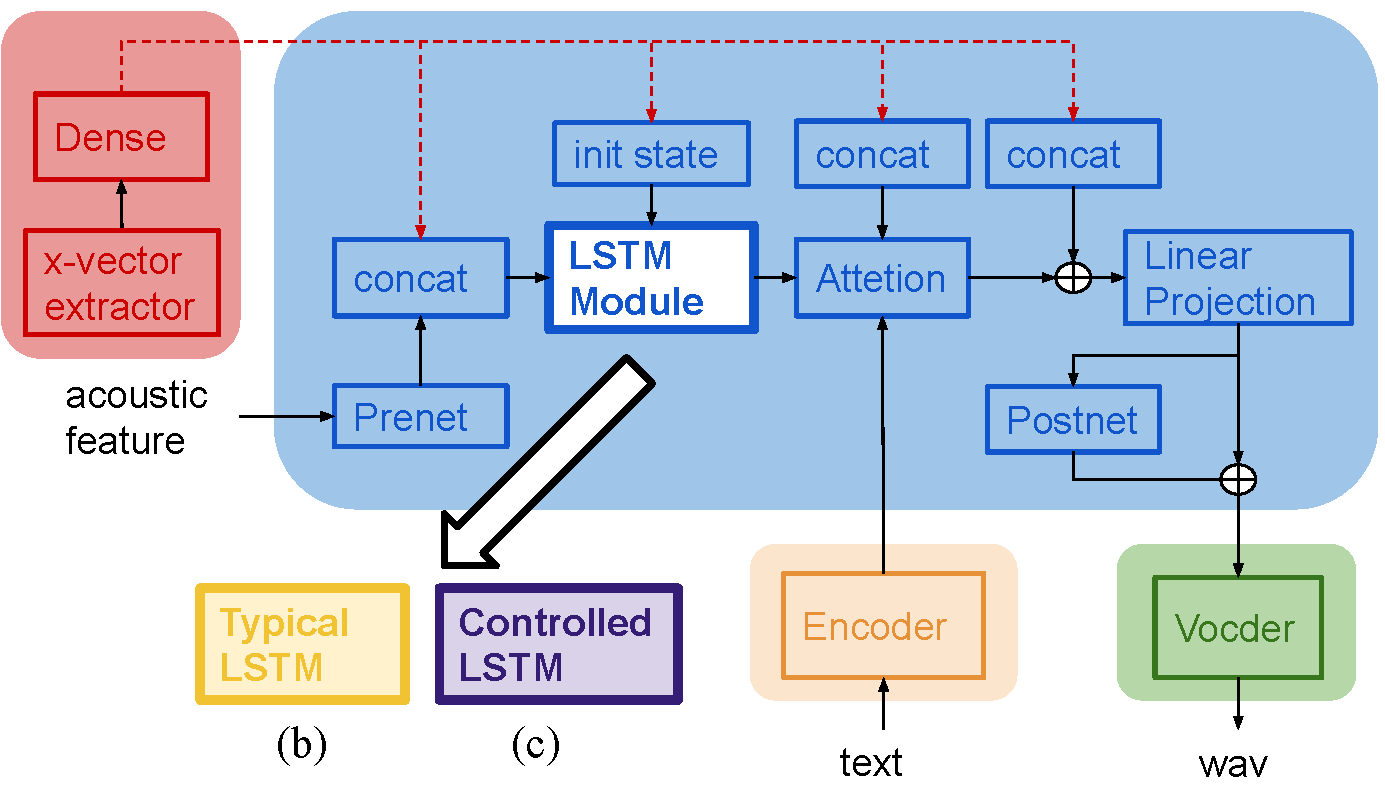 Dense
x-vector
extractor
init state
concat
concat
concat
LSTM
Module
Attetion
Linear
Projection
acoustic
feature
Prenet
Postnet
Typical
LSTM
Controlled
LSTM
Encoder
Vocder
(b)
(c)
text
wav